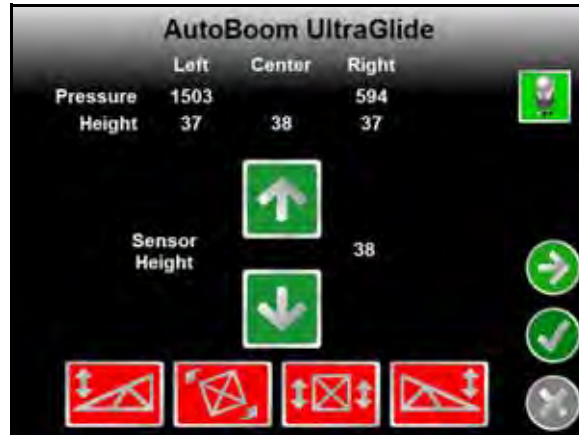 AutoBoom UltraGlide
Left Center Right
Pressure 1503 594
Height 37 38 37
Sensor
Height 38